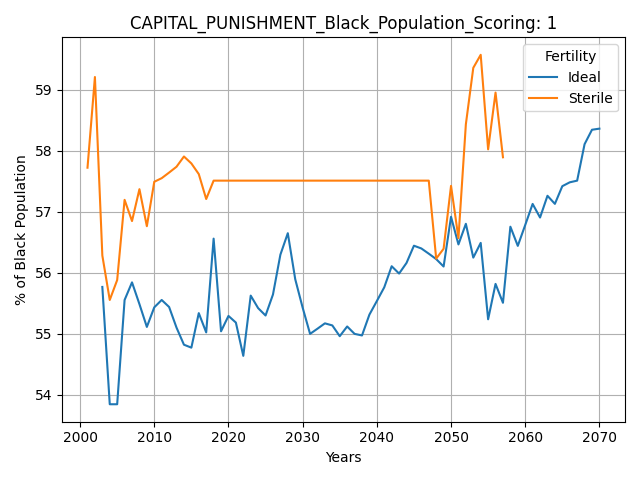 CAPITAL_PUNISHMENT_Black_Population_Scoring: 1
Fertility
Ideal
Sterile
% of Black Population
59
58
57
56
55
54
2000 2010 2020 2030 2040 2050 2060 2070
Years